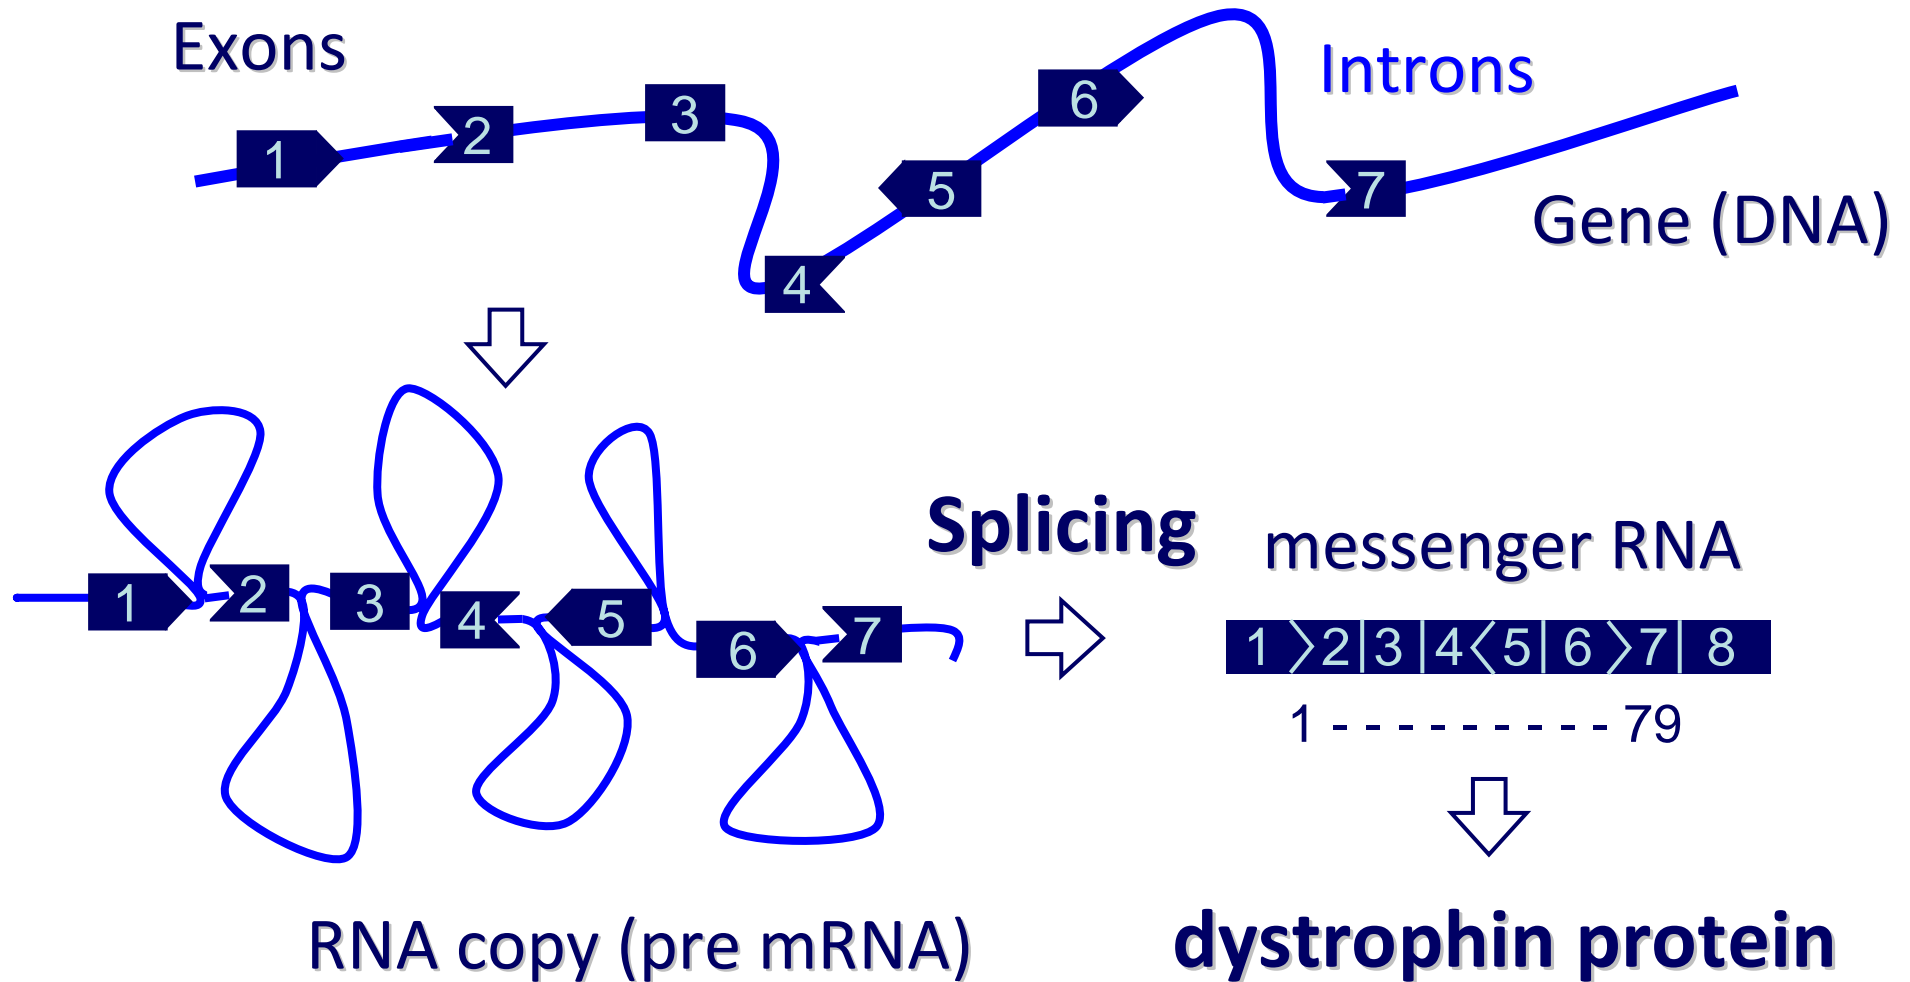 Exons
Introns
1 2 3 4 5 6 7
Gene (DNA)
1 2 3 4 5 6 7
Splicing
messenger RNA
1 2 3 4 5 6 7 8
1 - - - - - - - - - 79
RNA copy (pre mRNA)
dystrophin protein